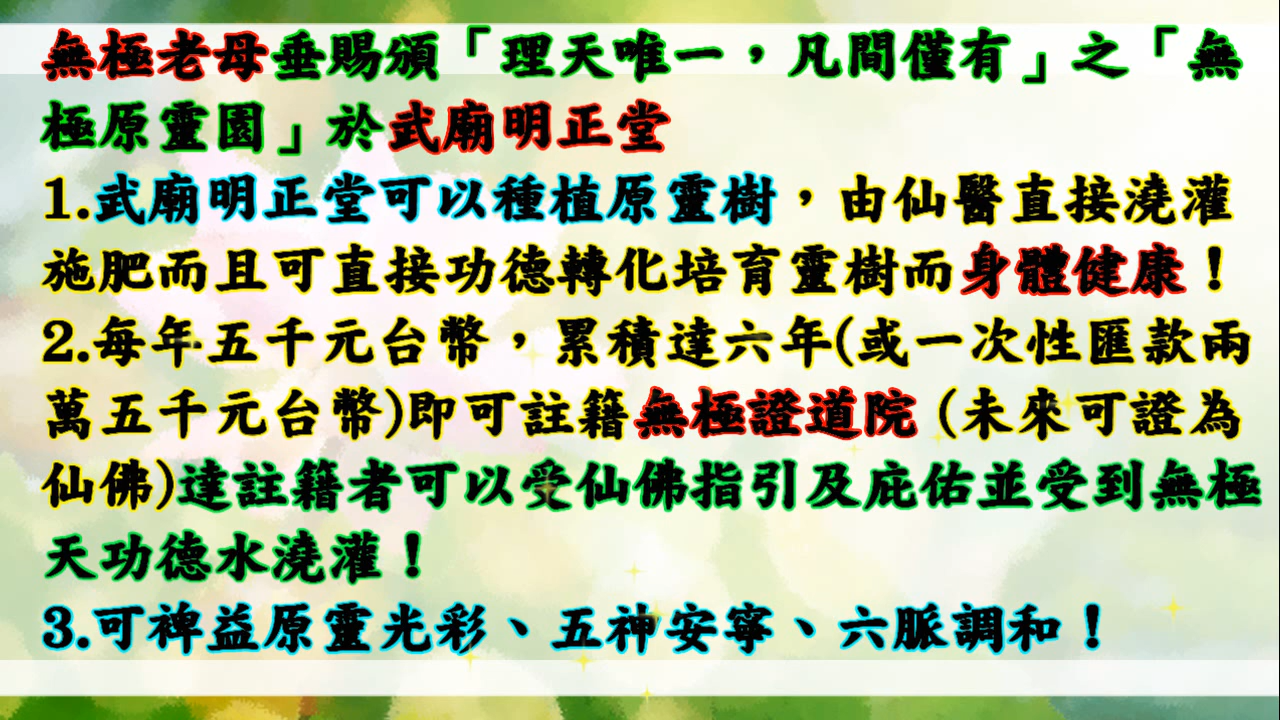 無極老母垂賜頒「理天唯一，凡間僅有」之「無
極原靈園」於武廟明正堂
1.武廟明正堂可以種植原靈樹，由仙醫直接澆灌
施肥而且可直接功德轉化培育靈樹而身體健康！
2.每年五千元台幣，累積達六年(或一次性匯款兩
萬五千元台幣)即可註籍無極證道院 (未來可證為
仙佛)達註籍者可以受仙佛指引及庇佑並受到無極
天功德水澆灌！
3.可裨益原靈光彩、五神安寧、六脈調和！